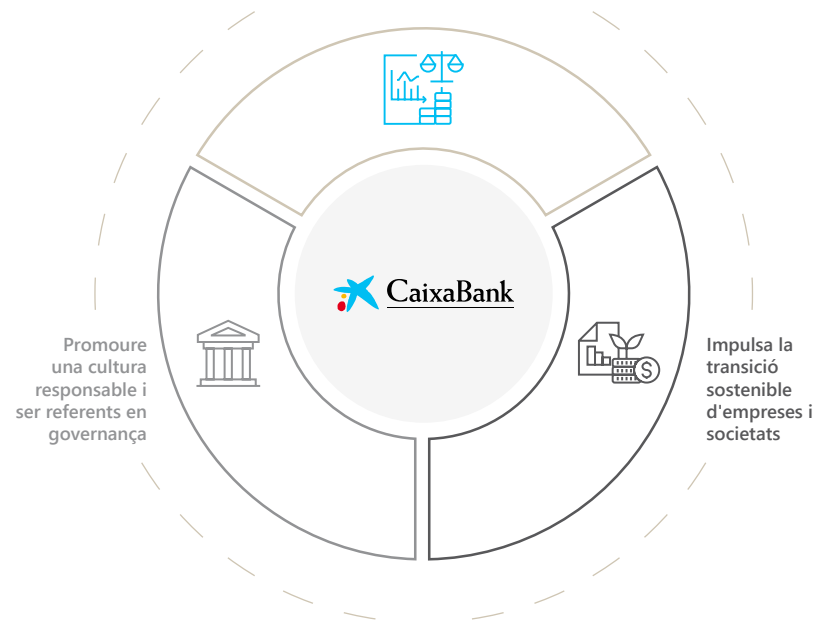 CaixaBank
Promoure
una cultura
responsable i
ser referents en
governança
Impulsa la
transició
sostenible
d'empreses i
societats